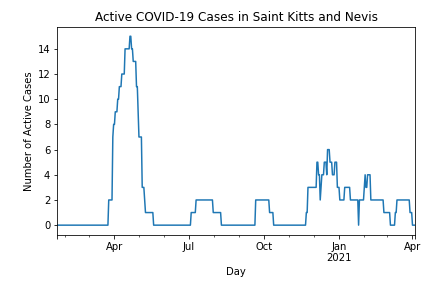 Active COVID-19 Cases in Saint Kitts and Nevis
Number of Active Cases
14
12
10
8
6
4
2
0
Apr
Jul
Oct
Jan
2021
Apr
Day